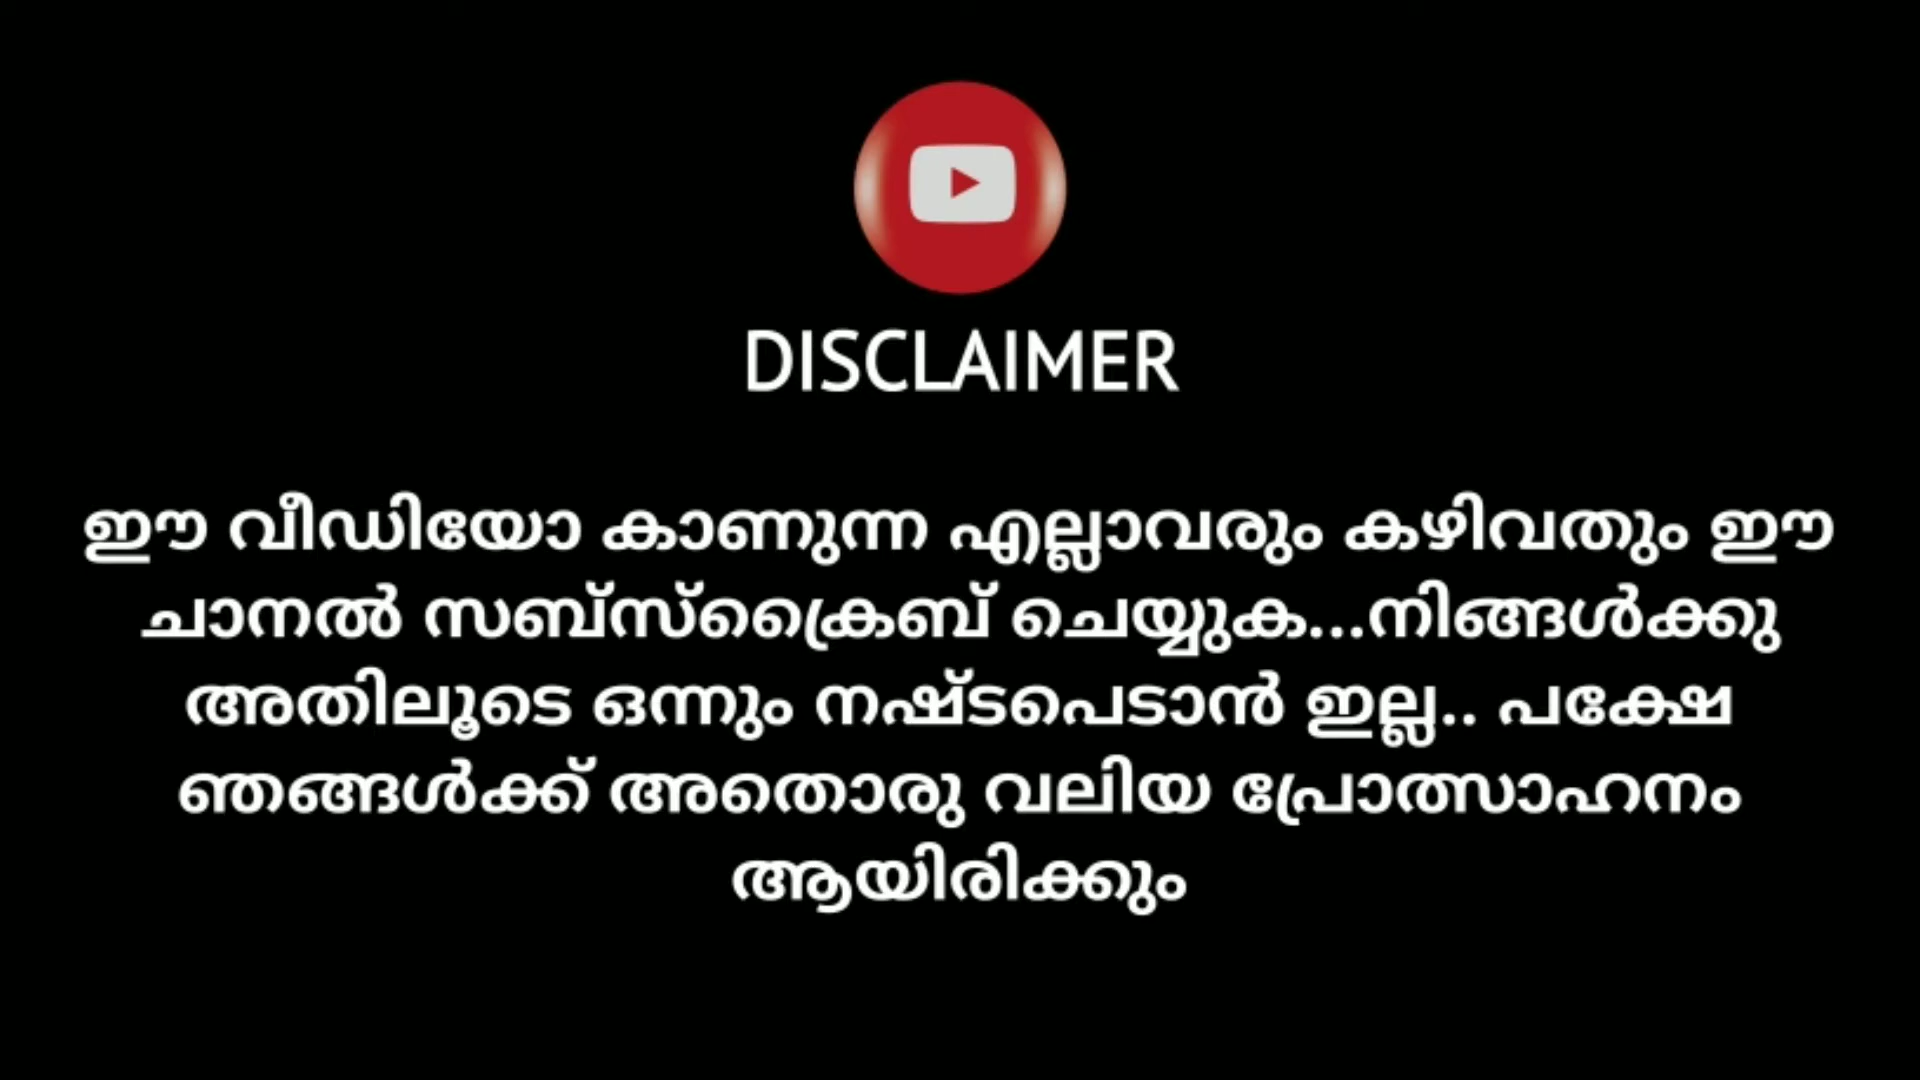 DISCLAIMER
ഈ വീഡിയോ കാണുന്ന എല്ലാവരും കഴിവതും ഈ
ചാനൽ സബ്സ്ക്രൈബ് ചെയ്യുക...നിങ്ങൾക്കു
അതിലൂടെ ഒന്നും നഷ്ടപെടാൻ ഇല്ല.. പക്ഷേ
ഞങ്ങൾക്ക് അതൊരു വലിയ പ്രോത്സാഹനം
ആയിരിക്കും